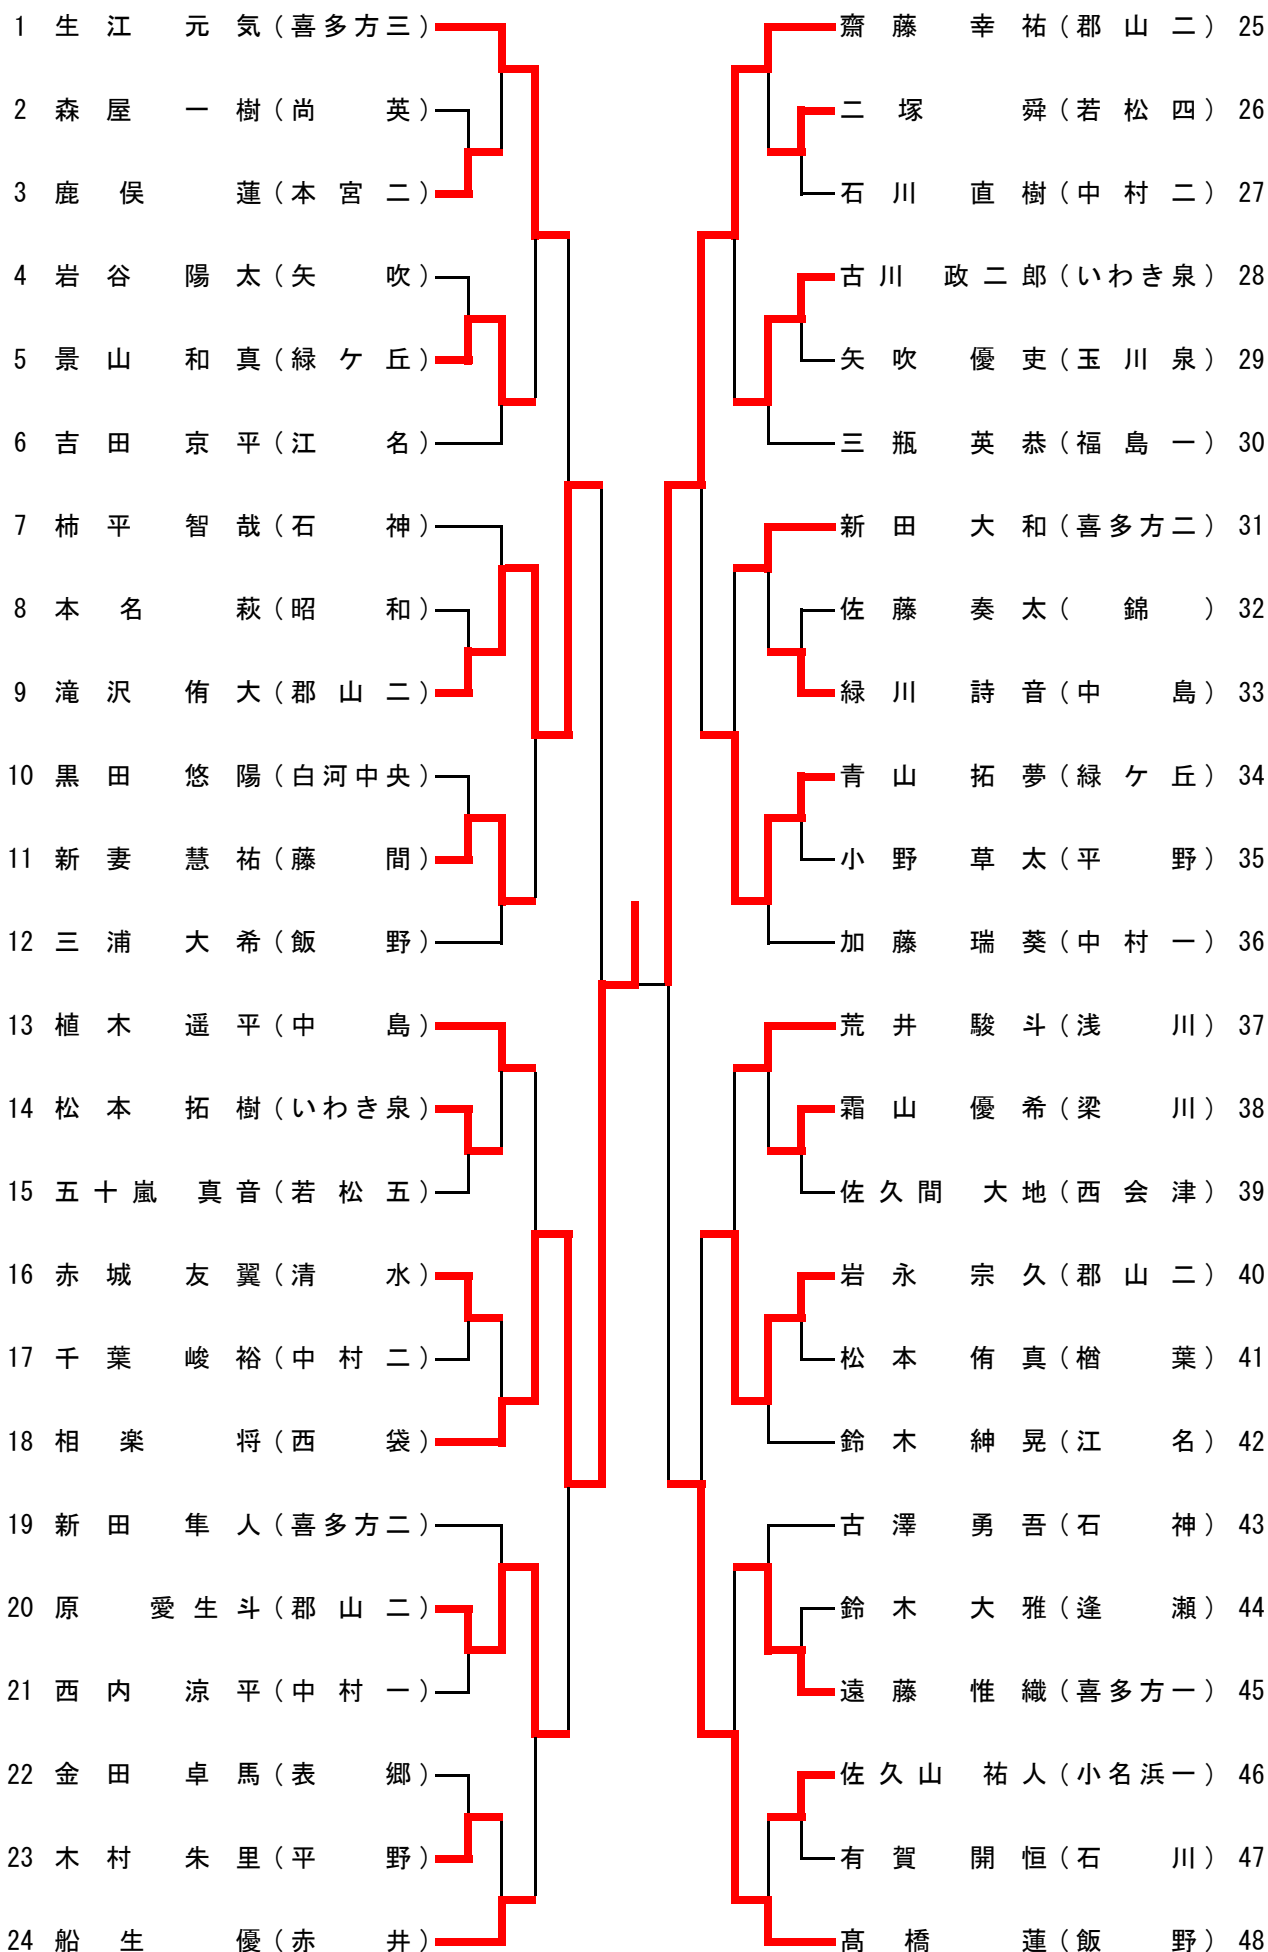 1 生江 元気(喜多方三)
2 森屋 一樹(尚英)
3 鹿俣 蓮(本宮二)
4 岩谷 陽太(矢吹)
5 景山 和真(緑ケ丘)
6 吉田 京平(江名)
7 柿平 智哉(石神)
8 本名 萩(昭和)
9 滝沢 侑大(郡山二)
10 黒田 悠陽(白河中央)
11 新妻 慧祐(藤間)
12 三浦 大希(飯野)
13 植木 遥平(中島)
14 松本 拓樹(いわき泉)
15 五十嵐 真音(若松五)
16 赤城 友翼(清水)
17 千葉 峻裕(中村二)
18 相楽 将(西袋)
19 新田 隼人(喜多方二)
20 原 愛生斗(郡山二)
21 西内 涼平(中村一)
22 金田 卓馬(表郷)
23 木村 朱里(平野)
24 船生 優(赤井)
齋藤 幸祐(郡山二) 25
二塚 舜(若松四) 26
石川 直樹(中村二) 27
古川 政二郎(いわき泉) 28
矢吹 優吏(玉川泉) 29
三瓶 英恭(福島一) 30
新田 大和(喜多方二) 31
佐藤 奏太(錦) 32
緑川 詩音(中島) 33
青山 拓夢(緑ケ丘) 34
小野 草太(平野) 35
加藤 瑞葵(中村一) 36
荒井 駿斗(浅川) 37
霜山 優希(梁川) 38
佐久間 大地(西会津) 39
岩永 宗久(郡山二) 40
松本 侑真(楢葉) 41
鈴木 紳晃(江名) 42
古澤 勇吾(石神) 43
鈴木 大雅(逢瀬) 44
遠藤 惟織(喜多方一) 45
佐久山 祐人(小名浜一) 46
有賀 開恒(石川) 47
髙橋 蓮(飯野) 48